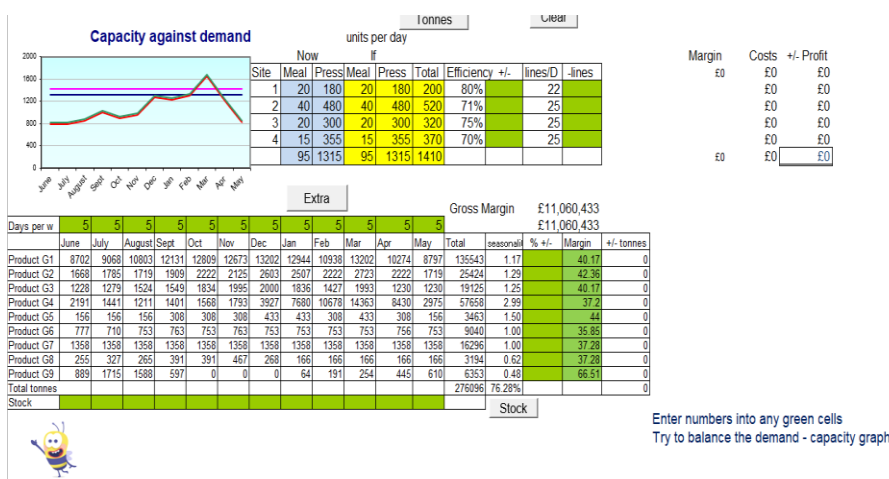 Tonnes Clear
Capacity against demand units per day
Now If Margin Costs +/- Profit
Site Meal Press Meal Press Total Efficiency +/- lines/D -lines £0 £0 £0
1 20 180 20 180 200 80% 22 £0 £0
2 40 480 40 480 520 71% 25 £0 £0
3 20 300 20 300 320 75% 25 £0 £0
4 15 355 15 355 370 70% 25 £0 £0
95 1315 95 1315 1410 £0 £0 £0
2000
1600
1200
800
400
0
June July August Sept Oct Nov Dec Jan Feb Mar Apr May
Extra
Gross Margin £11,060,433
Days per w 5 5 5 5 5 5 5 5 5 5 5 5 £11,060,433
June July August Sept Oct Nov Dec Jan Feb Mar Apr May Total seasonalit % +/- Margin +/- tonnes
Product G1 8702 9068 10803 12131 12809 12673 13202 12944 10938 13202 10274 8797 135543 1.17 40.17 0
Product G2 1668 1785 1719 1909 2222 2125 2603 2507 2222 2723 2222 1719 25424 1.29 42.36 0
Product G3 1228 1279 1524 1549 1834 1995 2000 1836 1427 1993 1230 1230 19125 1.25 40.17 0
Product G4 2191 1441 1211 1401 1568 1793 3927 7680 10678 14363 8430 2975 57658 2.99 37.2 0
Product G5 156 156 156 308 308 308 433 433 308 433 308 156 3463 1.50 44 0
Product G6 777 710 753 763 753 763 753 753 753 753 756 753 9040 1.00 35.85 0
Product G7 1358 1358 1358 1358 1358 1358 1358 1358 1358 1358 1358 1358 16296 1.00 37.28 0
Product G8 255 327 265 391 391 467 268 166 166 166 166 166 3194 0.62 37.28 0
Product G9 889 1715 1588 597 0 0 0 64 191 254 445 610 6353 0.48 66.51 0
Total tonnes 276096 76.28% 0
Stock Stock
Enter numbers into any green cells
Try to balance the demand - capacity graph